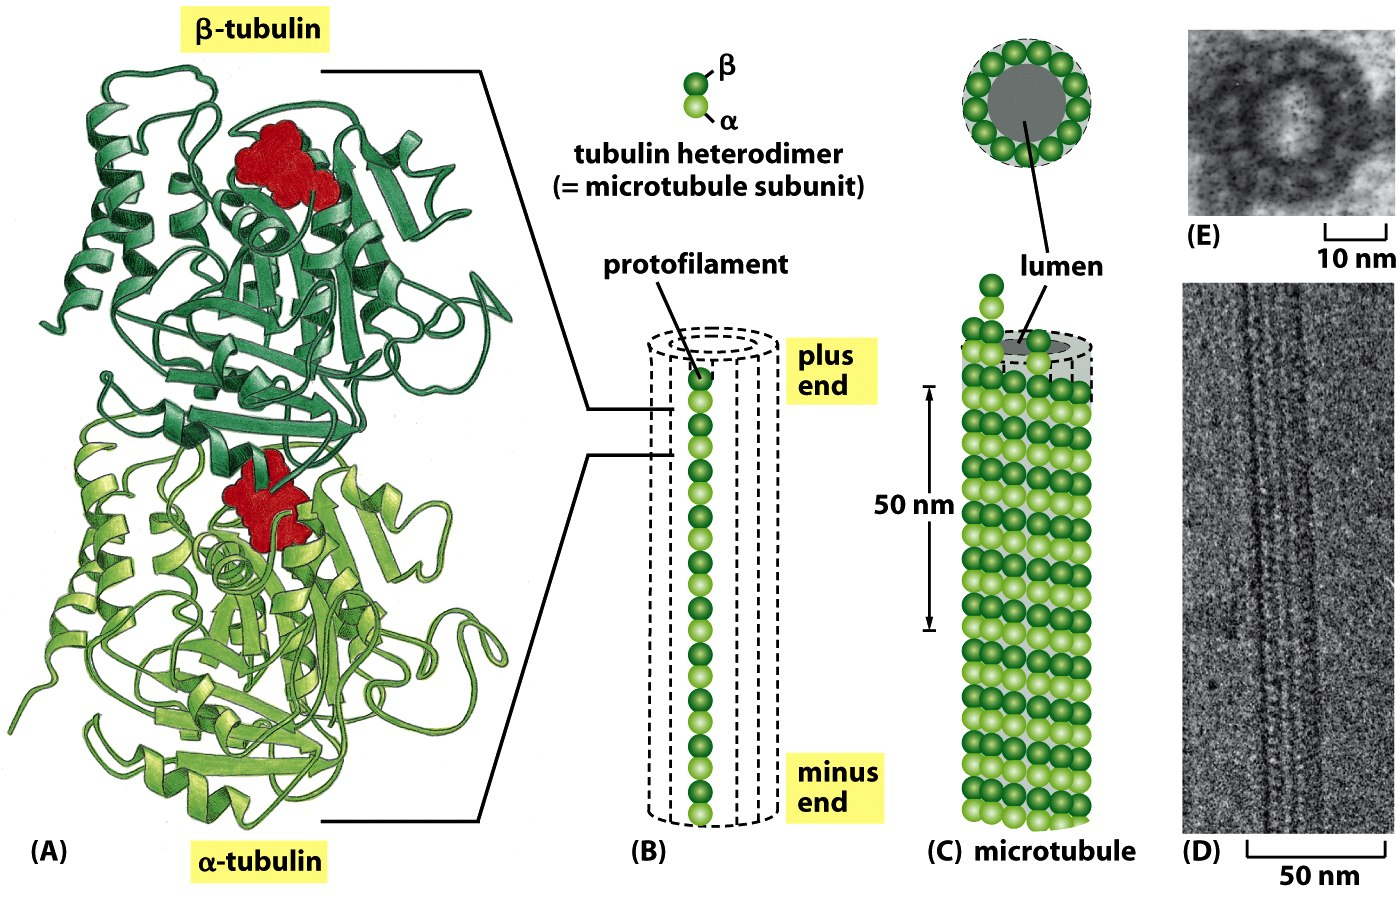 β-tubulin
(A)
α-tubulin
β
α
tubulin heterodimer
(= microtubule subunit)
protofilament
plus
end
minus
end
(B)
lumen
50 nm
(C) microtubule
(E)
10 nm
(D)
50 nm